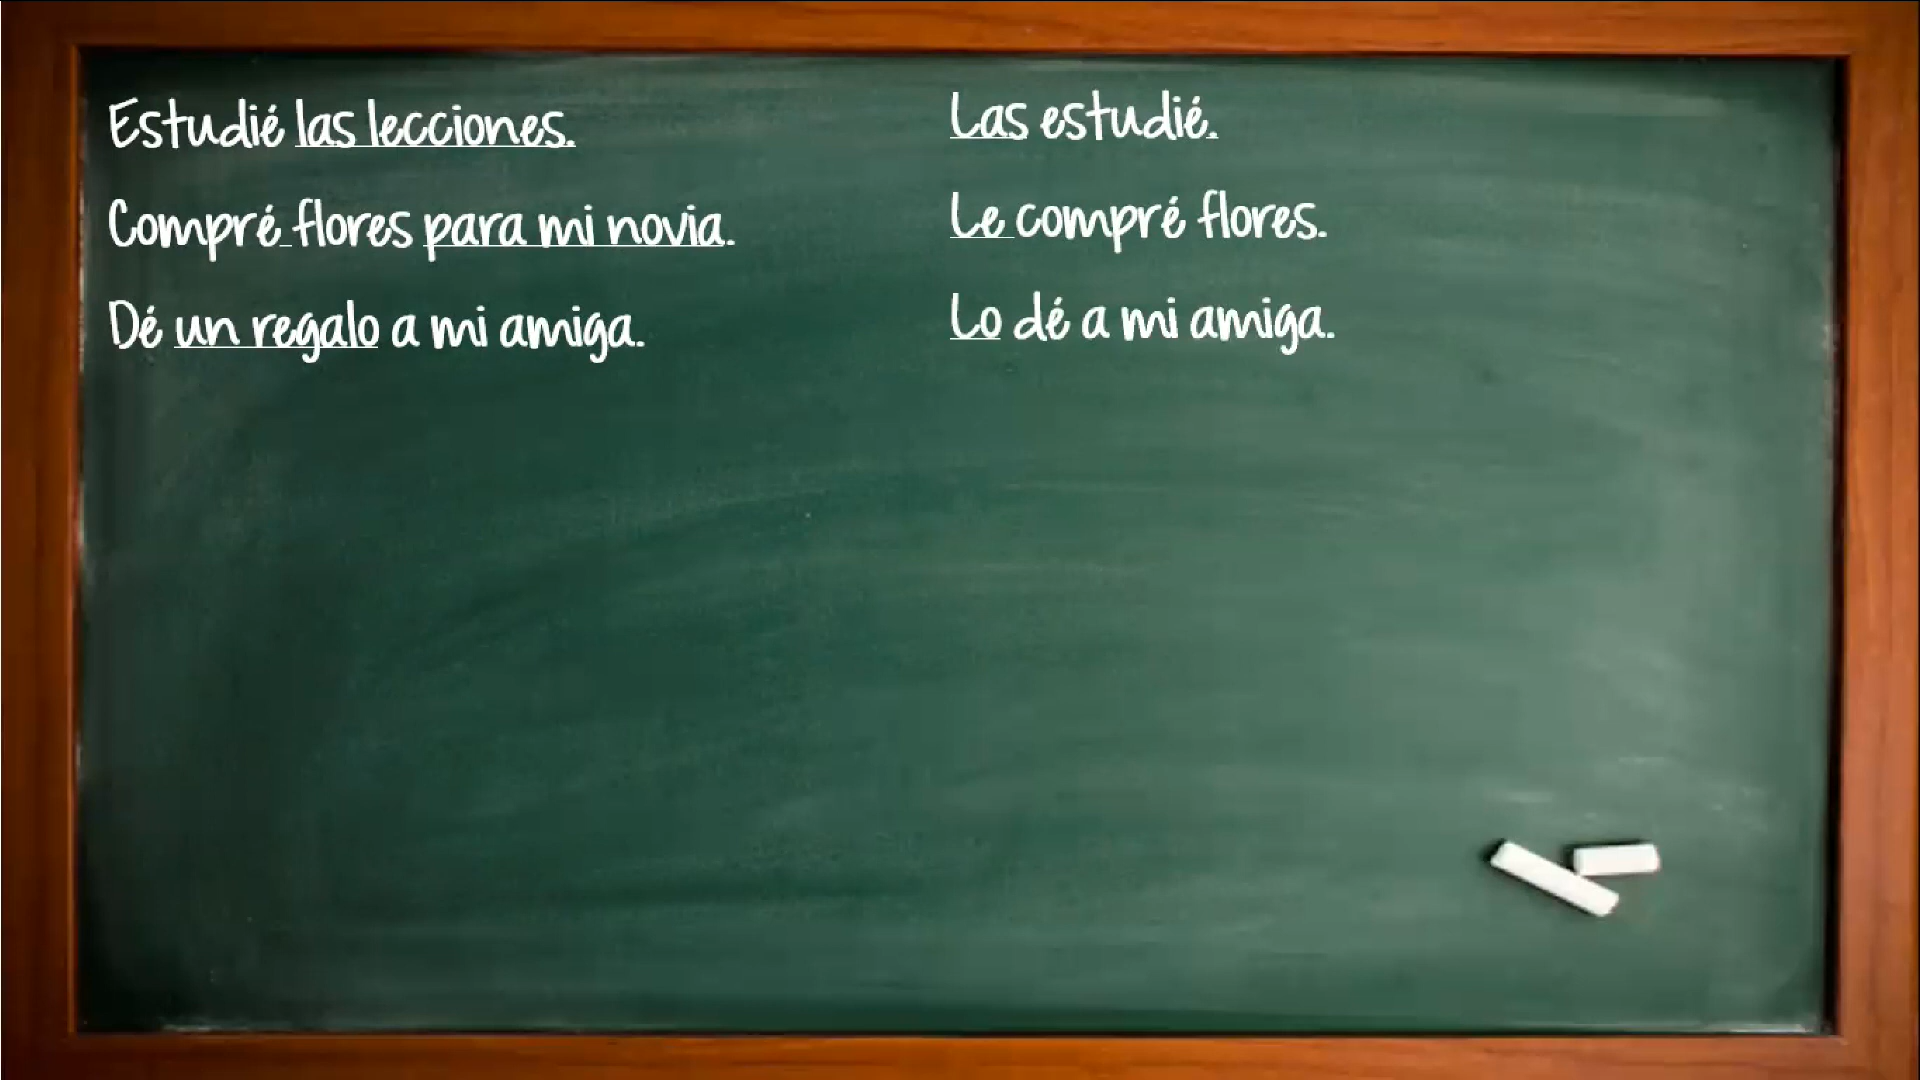 Estudié las lecciones.
Las estudié.
Compré flores para mi novia.
Le compré flores.
Dé un regalo a mi amiga.
Lo dé a mi amiga.